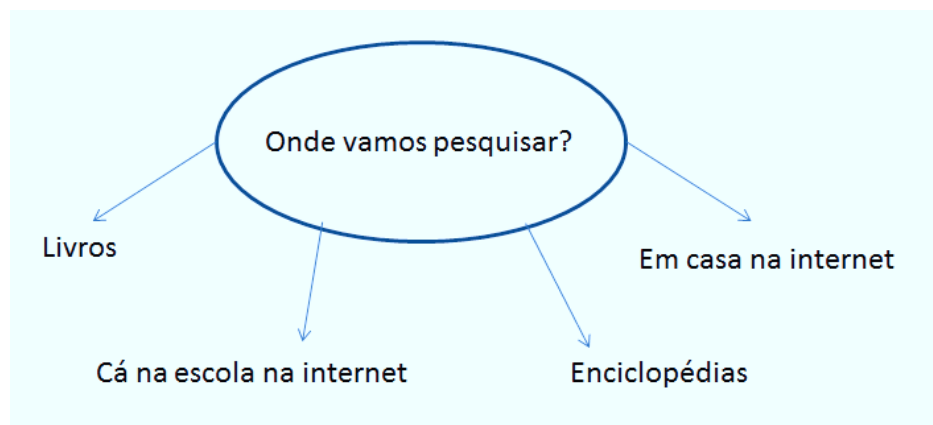 Onde vamos pesquisar?
Livros
Em casa na internet
Cá na escola na internet
Enciclopédias